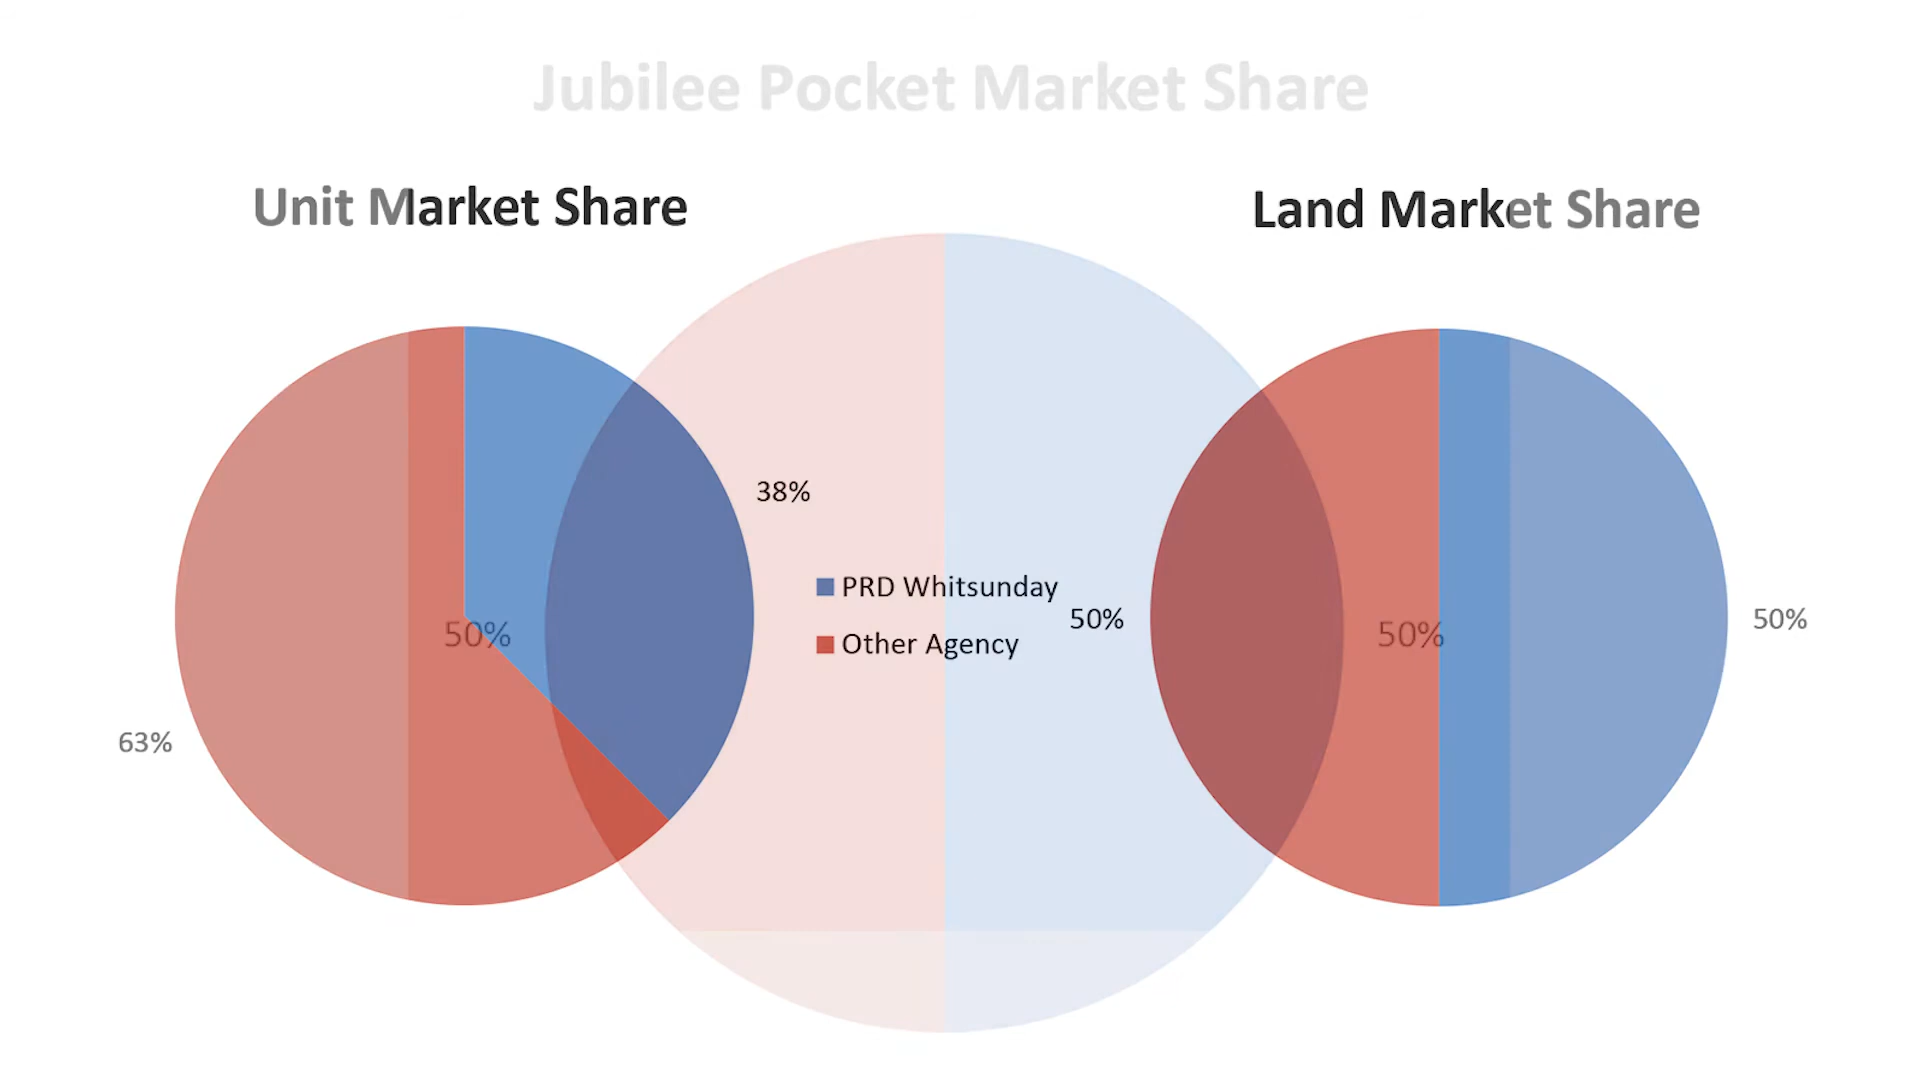 Jubilee Pocket Market Share
Unit Market Share
Land Market Share
38%
PRD Whitsunday
50%
50%
50%
50%
Other Agency
63%